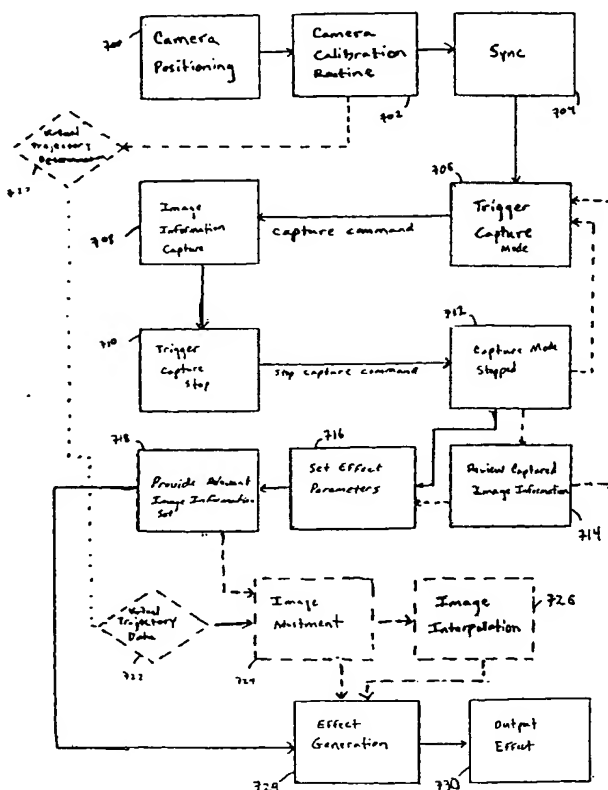 700
Camera
Positioning
Camera
Calibration
Routine
702
Sync
704
Virtual
Trajectory
706
Trigger
Capture
Mode
capture command
708
Image
Information
Capture
710
Trigger
Capture
Stop
Stop capture command
712
Capture Mode
Stopped
718
Provide Relevant
Image Information
Set
716
Set Effect
Parameters
Review Captured
Image Information
714
Virtual
Trajectory
Data
722
Image
Adjustment
724
Image
Interpolation
726
Effect
Generation
728
Output
Effect
730